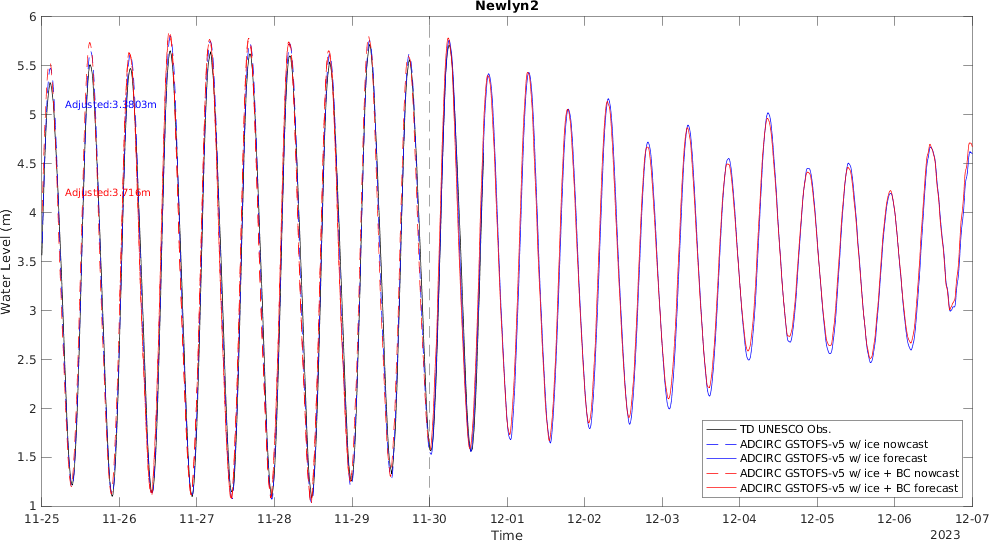 Newlyn2
6
5.5
5
4.5
4
3.5
3
2.5
2
1.5
1
Water Level (m)
Adjusted:3.3803m
Adjusted:3.716m
TD UNESCO Obs.
ADCIRC GSTOFS-v5 w/ ice nowcast
ADCIRC GSTOFS-v5 w/ ice forecast
ADCIRC GSTOFS-v5 w/ ice + BC nowcast
ADCIRC GSTOFS-v5 w/ ice + BC forecast
11-25 11-26 11-27 11-28 11-29 11-30 12-01 12-02 12-03 12-04 12-05 12-06 12-07
Time
2023